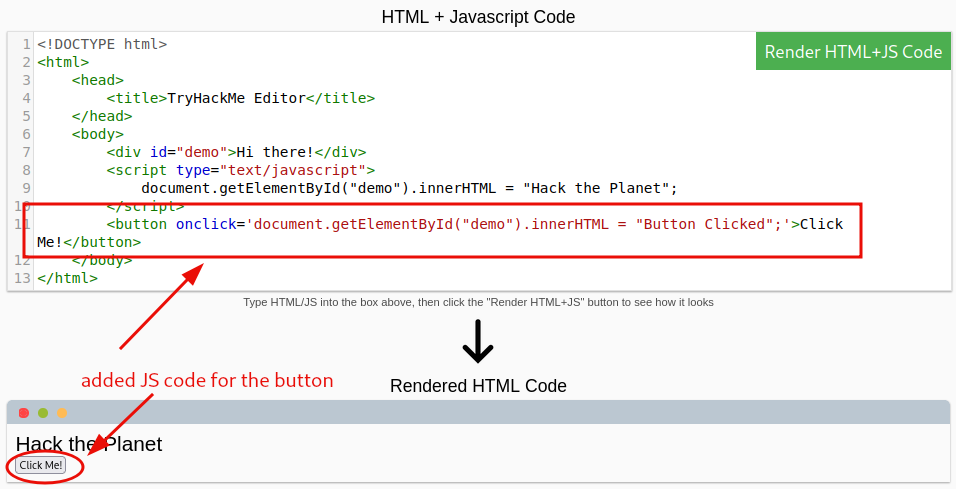 HTML + Javascript Code
Render HTML+JS Code
1 <!DOCTYPE html>
2 <html>
3     <head>
4         <title>TryHackMe Editor</title>
5     </head>
6     <body>
7         <div id="demo">Hi there!</div>
8         <script type="text/javascript">
9             document.getElementById("demo").innerHTML = "Hack the Planet";
10         </script>
11         <button onclick='document.getElementById("demo").innerHTML = "Button Clicked";'>Click
Me!</button>
12     </body>
13 </html>
Type HTML/JS into the box above, then click the "Render HTML+JS" button to see how it looks
added JS code for the button
Rendered HTML Code
Hack the Planet
Click Me!